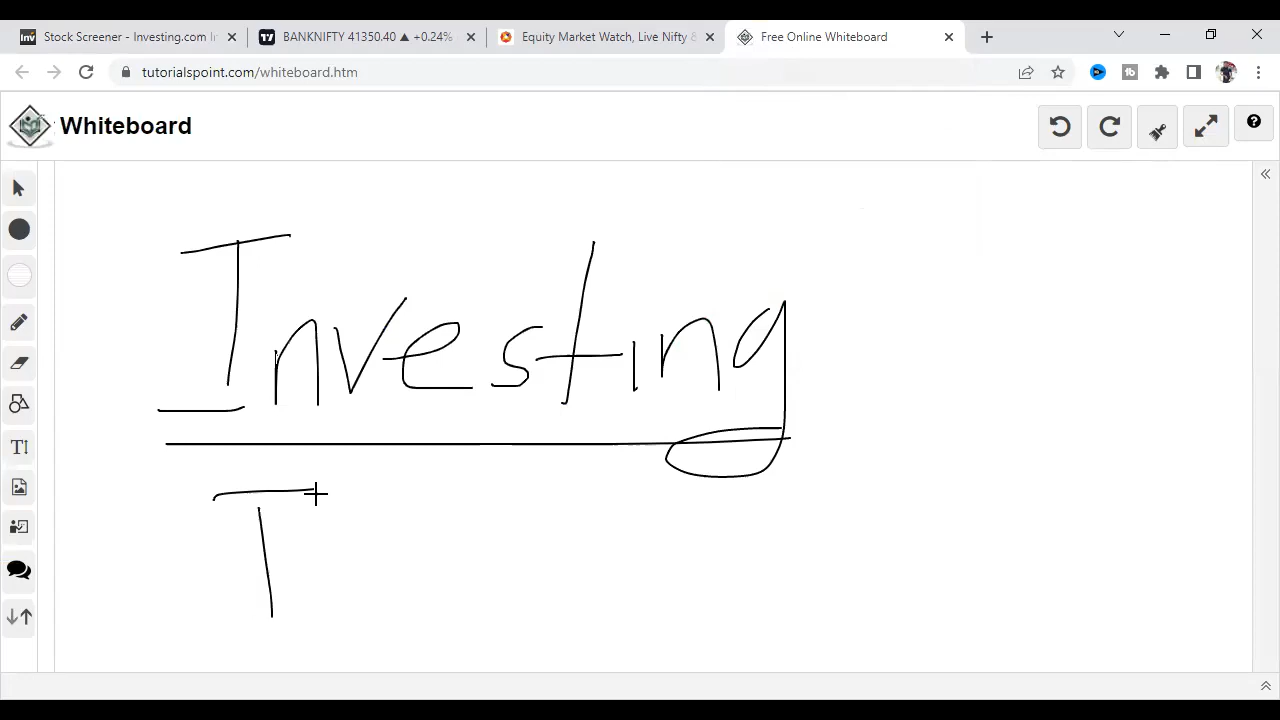 Stock Screener - Investing.com In
BANKNIFTY 41350.40 ▲ +0.24%
Equity Market Watch, Live Nifty &
Free Online Whiteboard
tutorialspoint.com/whiteboard.htm
Whiteboard
Investing
T